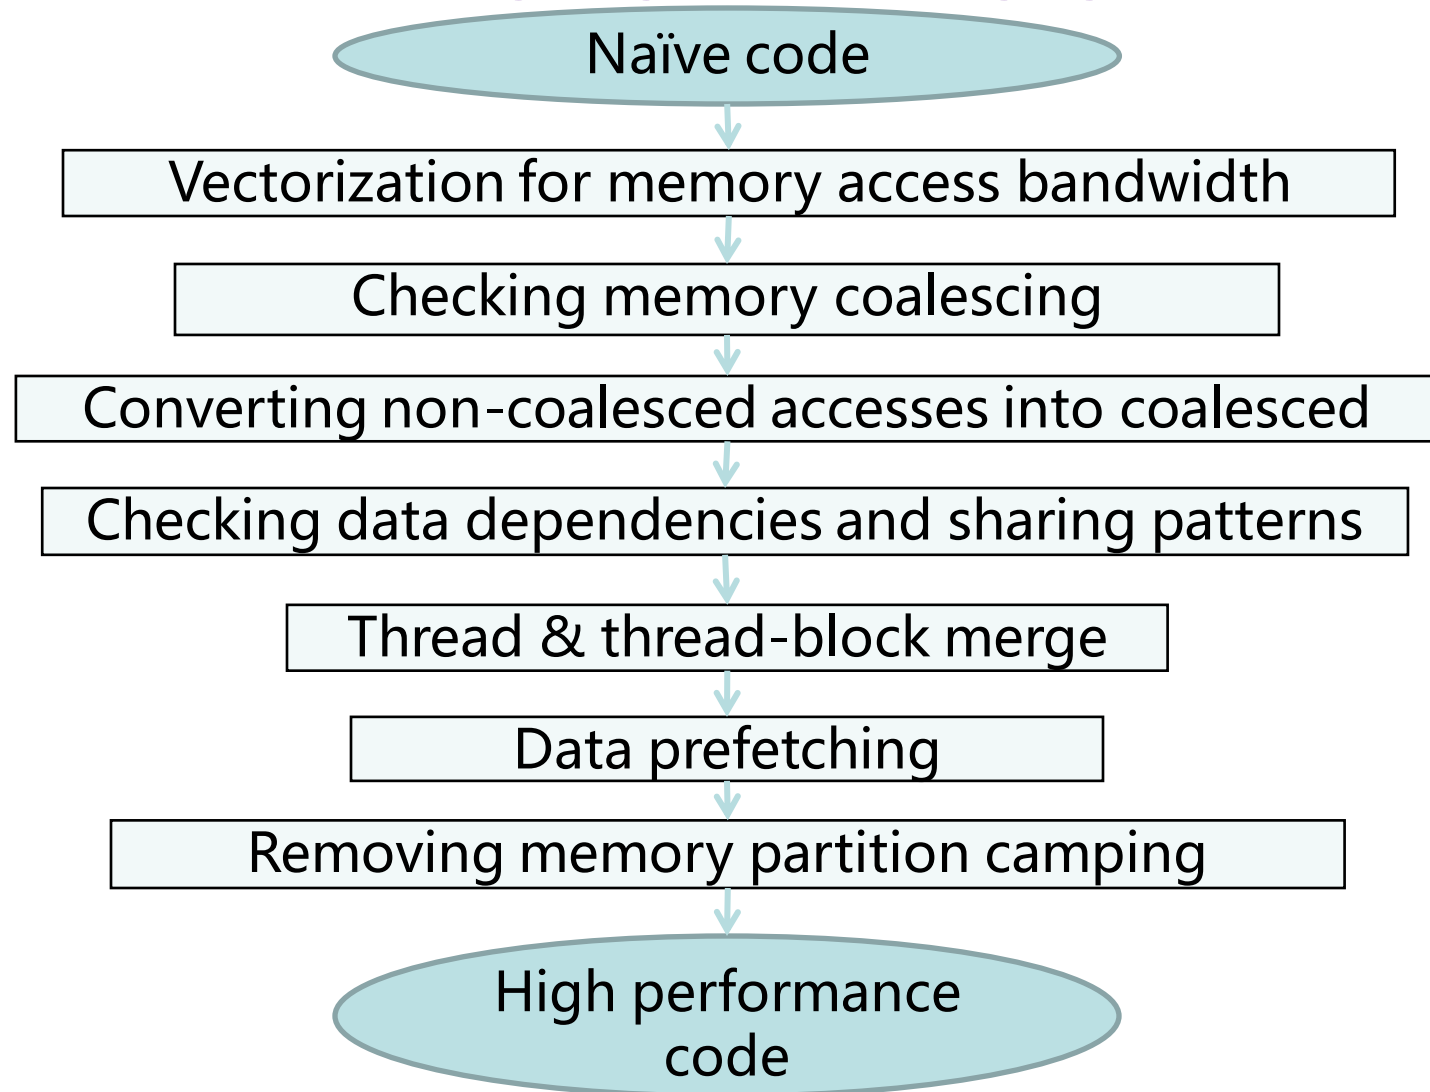 Naïve code
Vectorization for memory access bandwidth
Checking memory coalescing
Converting non-coalesced accesses into coalesced
Checking data dependencies and sharing patterns
Thread & thread-block merge
Data prefetching
Removing memory partition camping
High performance
code